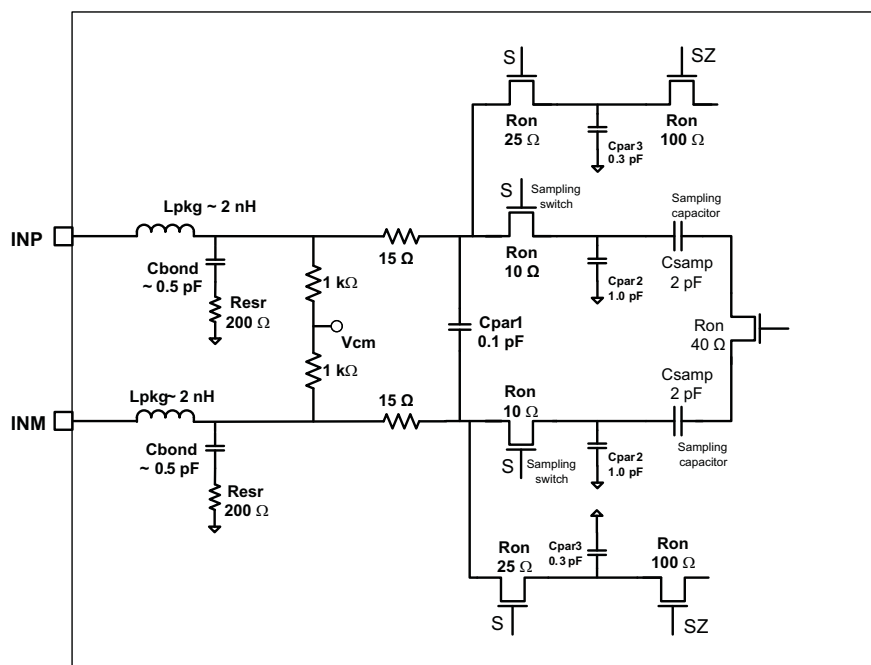 S
SZ
Ron
25 Ω
Cpar3
0.3 pF
Ron
100 Ω
Lpkg ~ 2 nH
S
Sampling
switch
Sampling
capacitor
INP
15 Ω
Ron
10 Ω
Cbond
~ 0.5 pF
1 kΩ
Cpar2
1.0 pF
Csamp
2 pF
Resr
200 Ω
Vcm
Cpar1
0.1 pF
Ron
40 Ω
1 kΩ
Lpkg~ 2 nH
15 Ω
Ron
10 Ω
Csamp
2 pF
INM
Cbond
~ 0.5 pF
S
Sampling
switch
Cpar2
1.0 pF
Sampling
capacitor
Resr
200 Ω
Ron
25 Ω
Cpar3
0.3 pF
Ron
100 Ω
S
SZ